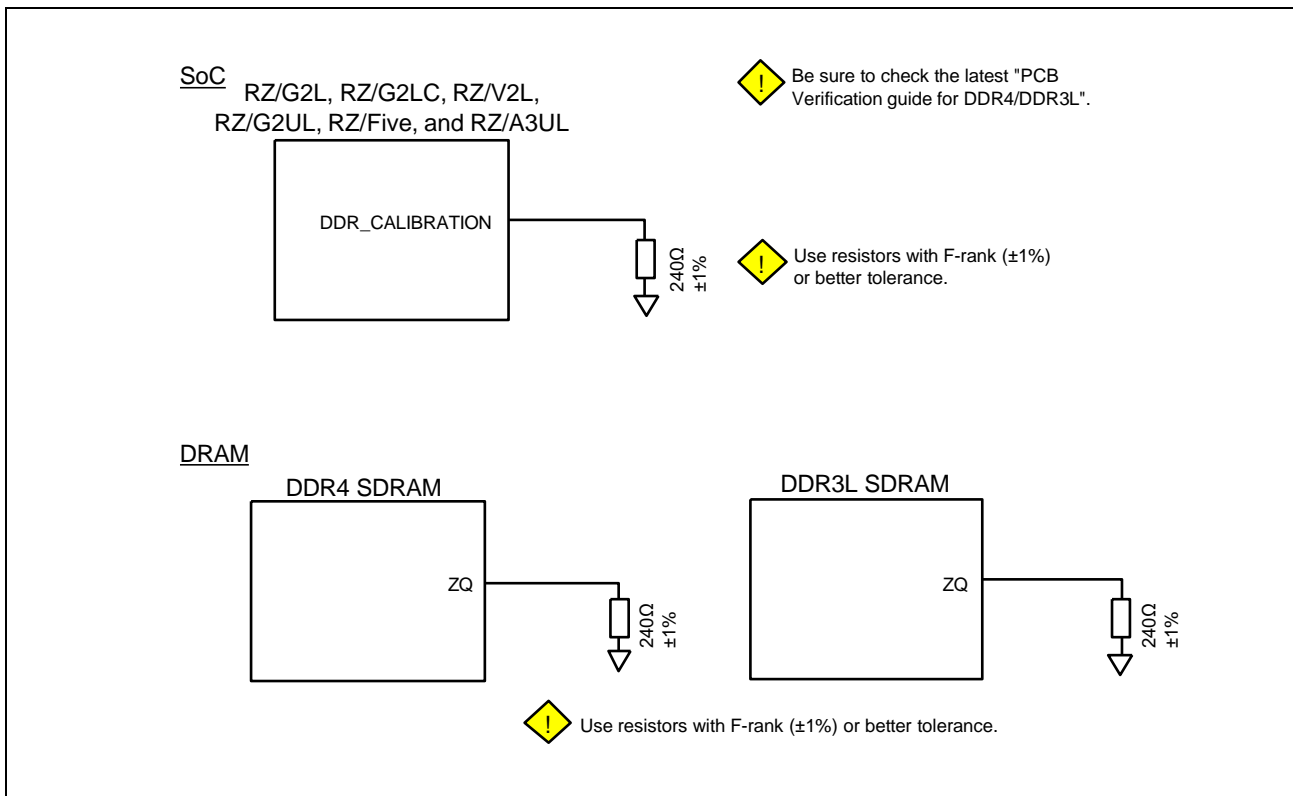 SoC
RZ/G2L, RZ/G2LC, RZ/V2L,
RZ/G2UL, RZ/Five, and RZ/A3UL
DDR_CALIBRATION
240Ω
±1%
! Be sure to check the latest "PCB
Verification guide for DDR4/DDR3L".
! Use resistors with F-rank (±1%)
or better tolerance.
DRAM
DDR4 SDRAM
ZQ
240Ω
±1%
DDR3L SDRAM
ZQ
240Ω
±1%
! Use resistors with F-rank (±1%) or better tolerance.